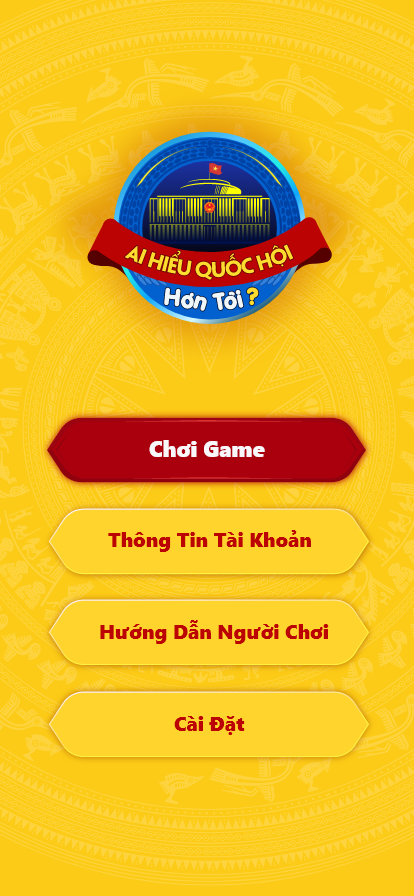 AI HIỂU QUỐC HỘI
Hơn Tôi ?
Chơi Game
Thông Tin Tài Khoản
Hướng Dẫn Người Chơi
Cài Đặt